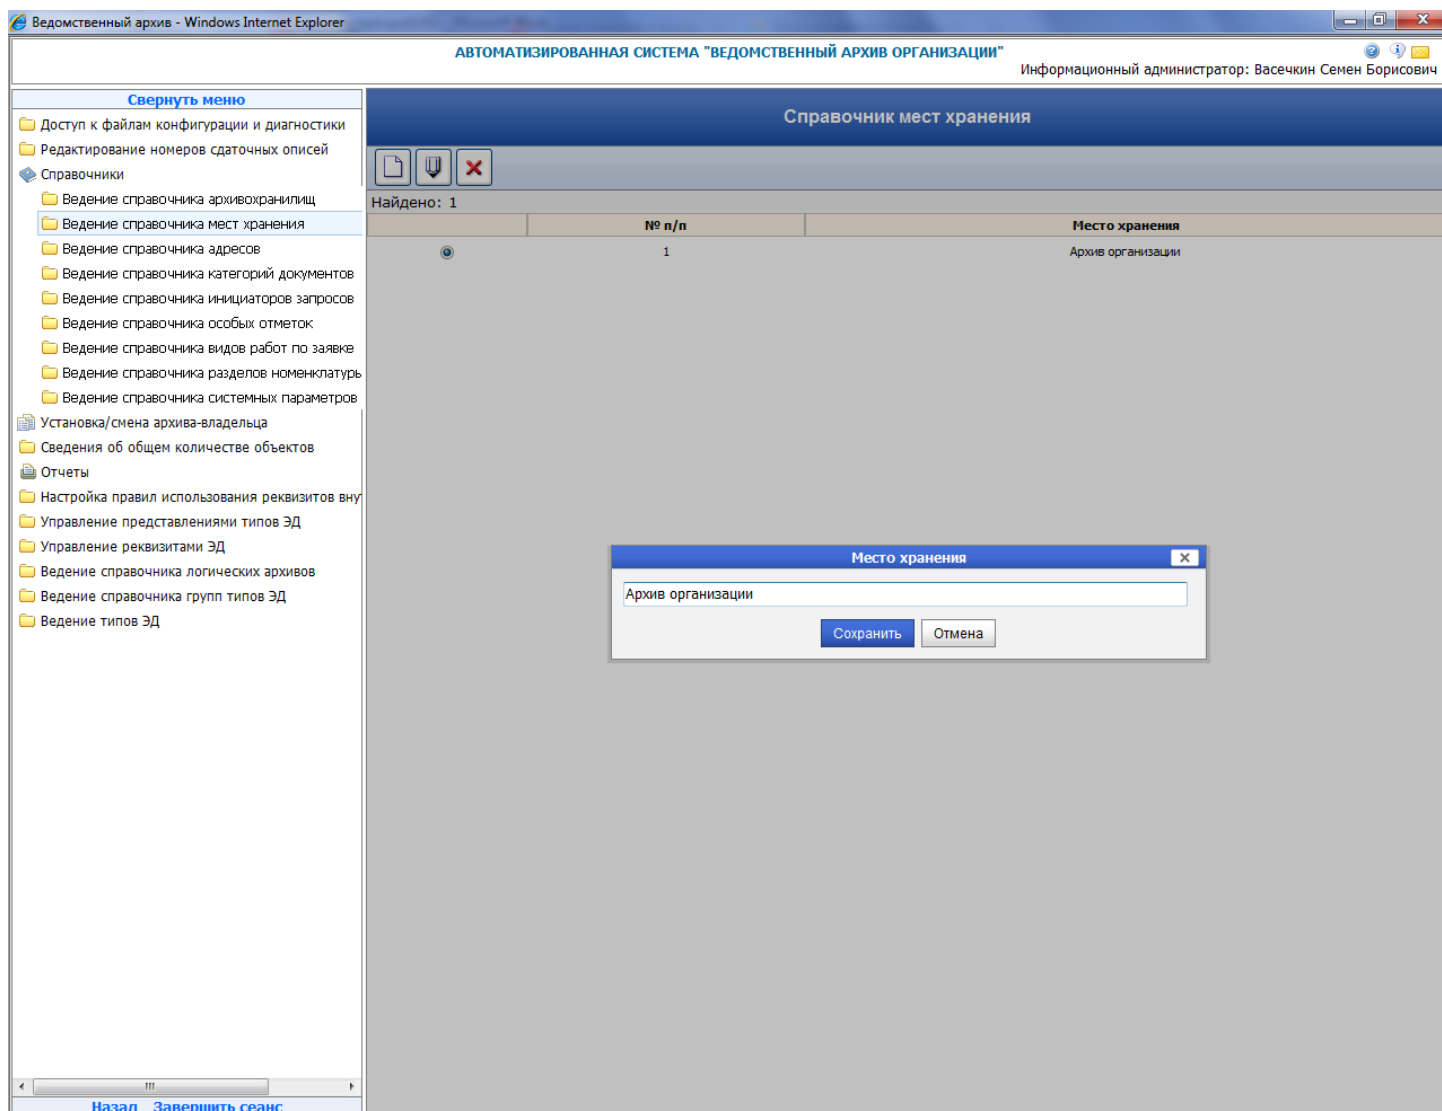 Ведомственный архив - Windows Internet Explorer
АВТОМАТИЗИРОВАННАЯ СИСТЕМА "ВЕДОМСТВЕННЫЙ АРХИВ ОРГАНИЗАЦИИ"
Информационный администратор: Васечкин Семен Борисович
Свернуть меню
Доступ к файлам конфигурации и диагностики
Редактирование номеров сдаточных описей
Справочники
Ведение справочника архивохранилищ
Ведение справочника мест хранения
Ведение справочника адресов
Ведение справочника категорий документов
Ведение справочника инициаторов запросов
Ведение справочника особых отметок
Ведение справочника видов работ по заявке
Ведение справочника разделов номенклатуры
Ведение справочника системных параметров
Установка/смена архива-владельца
Сведения об общем количестве объектов
Отчеты
Настройка правил использования реквизитов вну
Управление представлениями типов ЭД
Управление реквизитами ЭД
Ведение справочника логических архивов
Ведение справочника групп типов ЭД
Ведение типов ЭД
Назад Завершить сеанс
Справочник мест хранения
Найдено: 1
№ п/п Место хранения
1 Архив организации
Место хранения
Архив организации
Сохранить Отмена